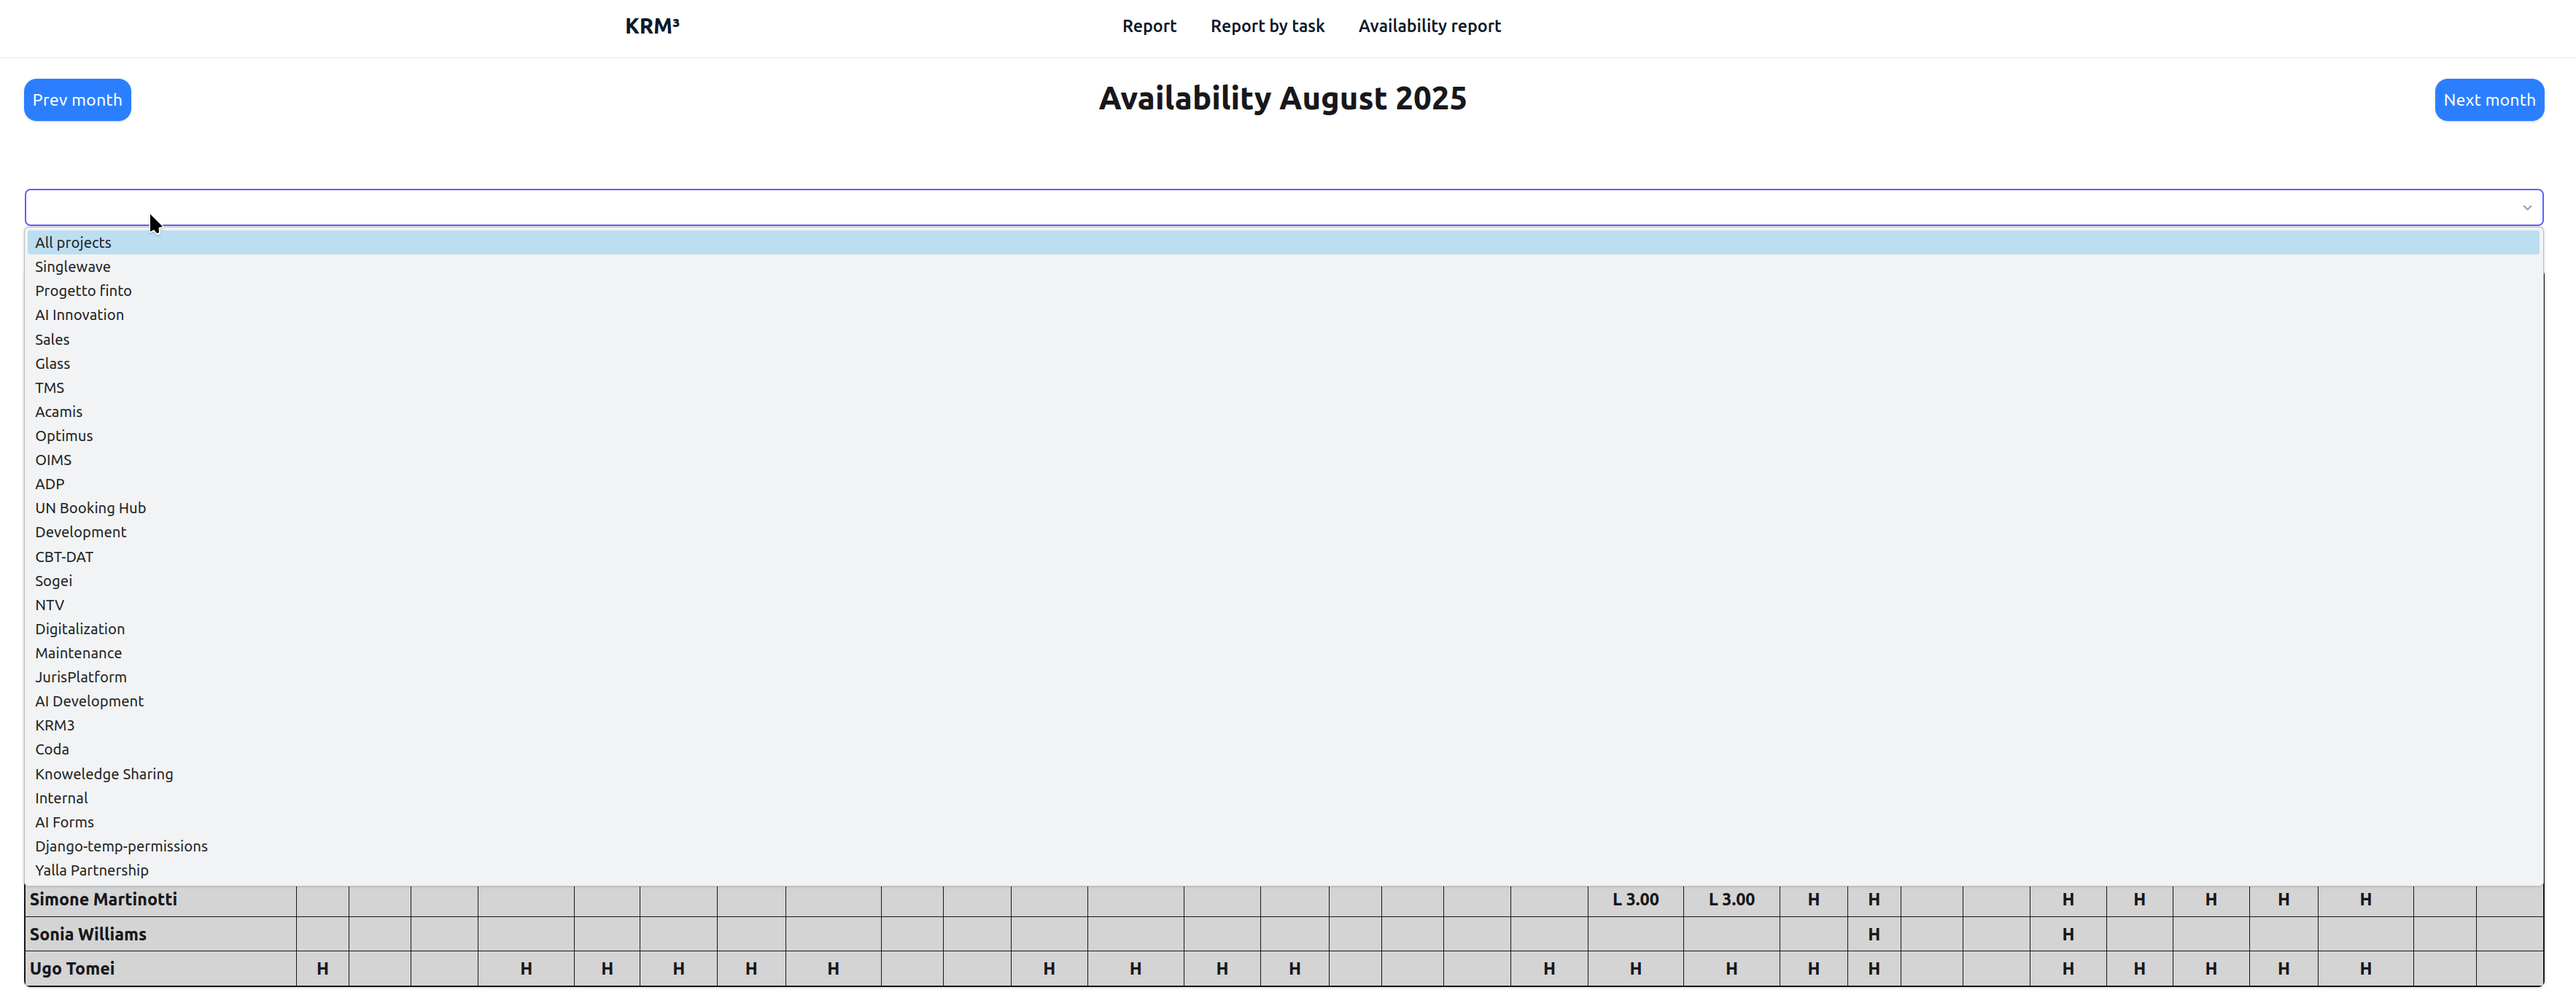 KRM³ Report Report by task Availability report
Prev month Availability August 2025 Next month
All projects
Singlewave
Progetto finto
AI Innovation
Sales
Glass
TMS
Acamis
Optimus
OIMS
ADP
UN Booking Hub
Development
CBT-DAT
Sogei
NTV
Digitalization
Maintenance
JurisPlatform
AI Development
KRM3
Coda
Knoweledge Sharing
Internal
AI Forms
Django-temp-permissions
Yalla Partnership
Simone Martinotti L 3.00 L 3.00 H H H H H H H
Sonia Williams H H
Ugo Tomei H H H H H H H H H H H H H H H H H H H H